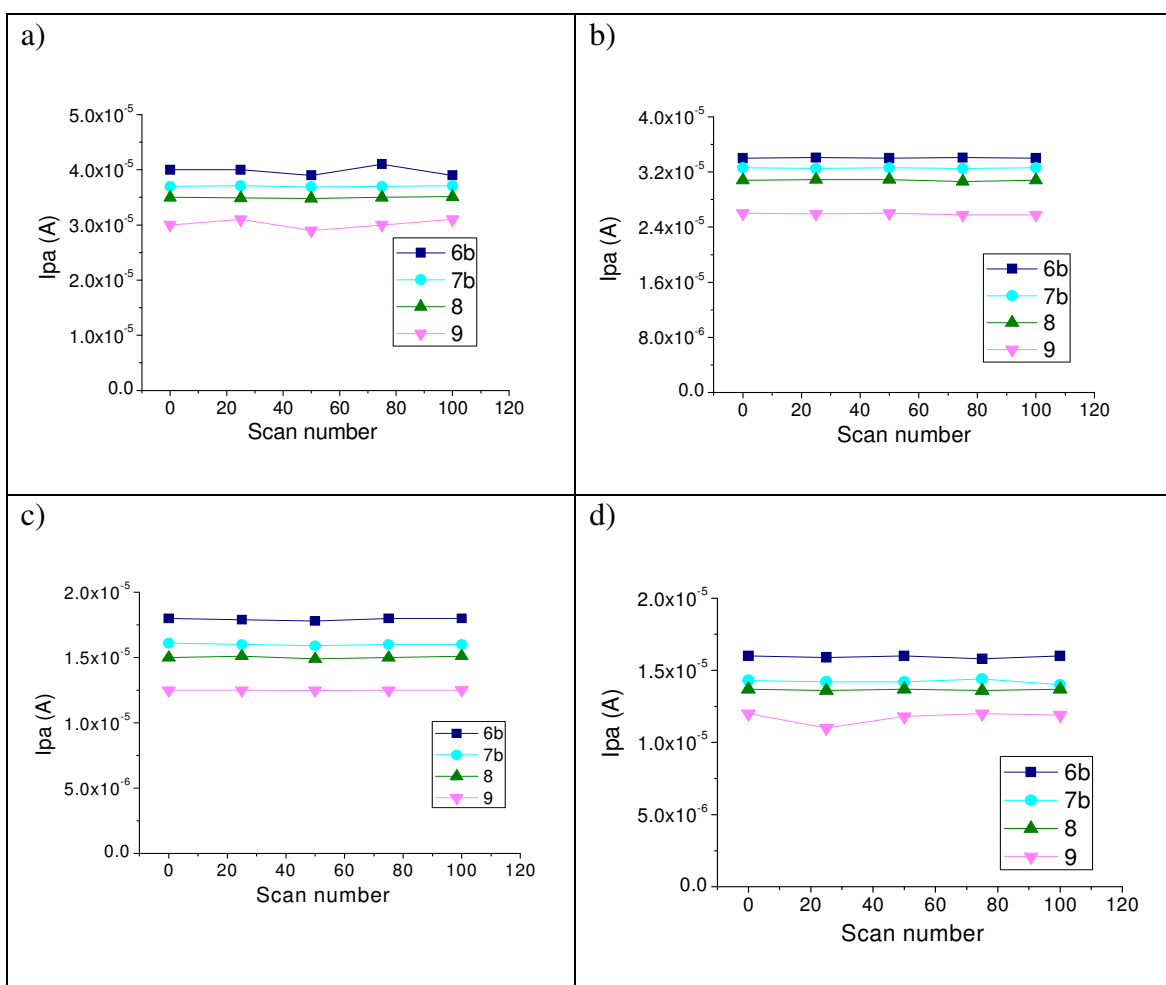 a)
5.0x10⁻⁵
4.0x10⁻⁵
3.0x10⁻⁵
2.0x10⁻⁵
1.0x10⁻⁵
0.0
Ipa (A)
6b
7b
8
9
0 20 40 60 80 100 120
Scan number
b)
4.0x10⁻⁵
3.2x10⁻⁵
2.4x10⁻⁵
1.6x10⁻⁵
8.0x10⁻⁶
0.0
Ipa (A)
6b
7b
8
9
0 20 40 60 80 100 120
Scan number
c)
2.0x10⁻⁵
1.5x10⁻⁵
1.0x10⁻⁵
5.0x10⁻⁶
0.0
Ipa (A)
6b
7b
8
9
0 20 40 60 80 100 120
Scan number
d)
2.0x10⁻⁵
1.5x10⁻⁵
1.0x10⁻⁵
5.0x10⁻⁶
0.0
Ipa (A)
6b
7b
8
9
0 20 40 60 80 100 120
Scan number